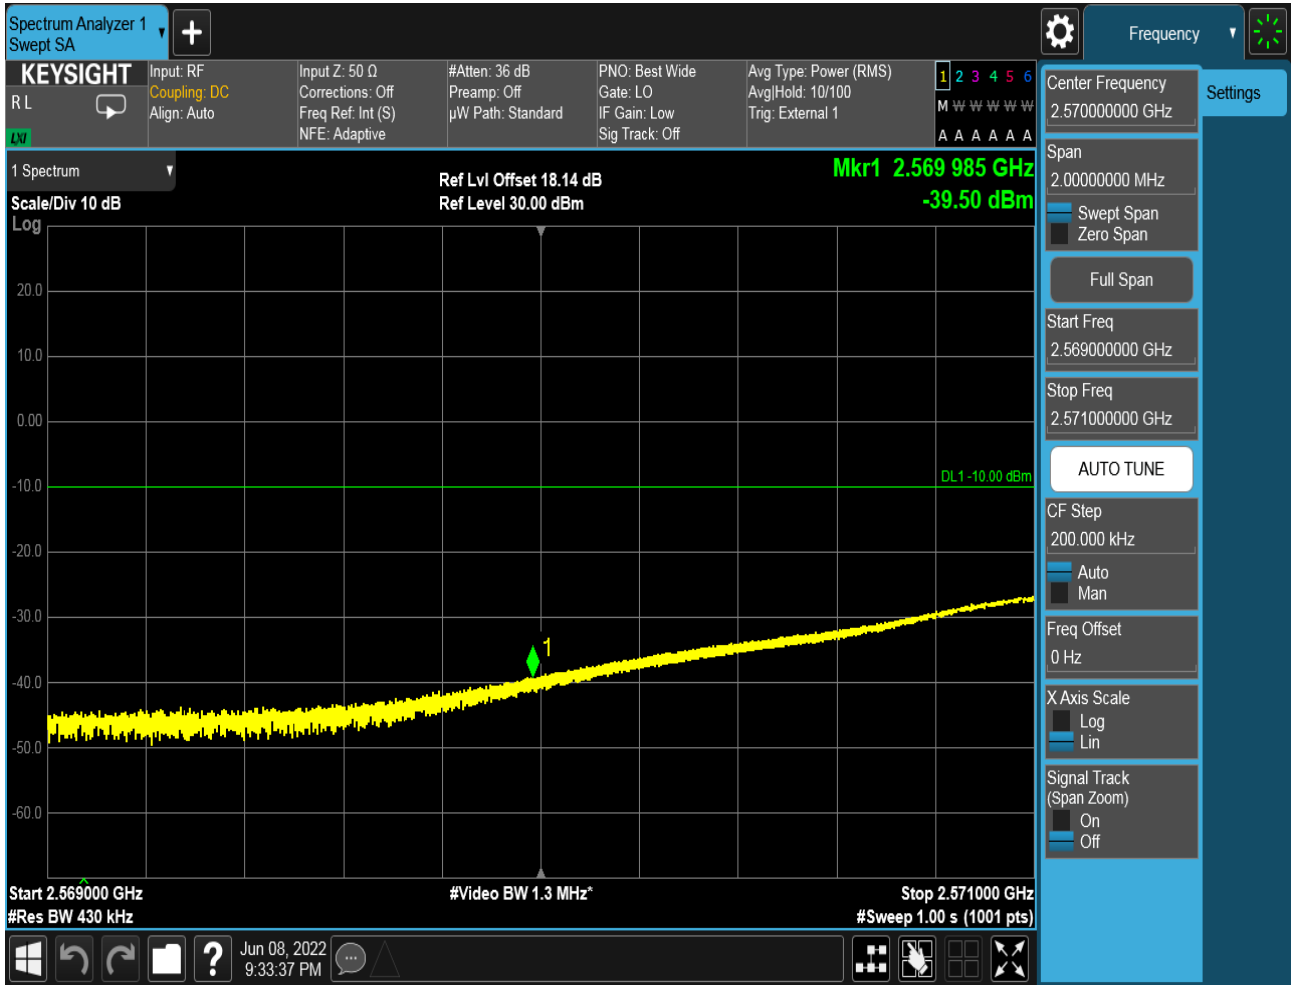 Spectrum Analyzer 1
Swept SA
Frequency
KEYSIGHT
R L
LXI
Input: RF
Coupling: DC
Align: Auto
Input Z: 50 Ω
Corrections: Off
Freq Ref: Int (S)
NFE: Adaptive
#Atten: 36 dB
Preamp: Off
µW Path: Standard
PNO: Best Wide
Gate: LO
IF Gain: Low
Sig Track: Off
Avg Type: Power (RMS)
Avg|Hold: 10/100
Trig: External 1
1 2 3 4 5 6
M W W W W W
A A A A A A
1 Spectrum
Scale/Div 10 dB
Log
Ref Lvl Offset 18.14 dB
Ref Level 30.00 dBm
Mkr1 2.569 985 GHz
-39.50 dBm
20.0
10.0
0.00
-10.0
-20.0
-30.0
-40.0
-50.0
-60.0
DL1 -10.00 dBm
1
Start 2.569000 GHz
#Res BW 430 kHz
#Video BW 1.3 MHz*
Stop 2.571000 GHz
#Sweep 1.00 s (1001 pts)
Center Frequency
2.570000000 GHz
Settings
Span
2.00000000 MHz
Swept Span
Zero Span
Full Span
Start Freq
2.569000000 GHz
Stop Freq
2.571000000 GHz
AUTO TUNE
CF Step
200.000 kHz
Auto
Man
Freq Offset
0 Hz
X Axis Scale
Log
Lin
Signal Track
(Span Zoom)
On
Off
?
Jun 08, 2022
9:33:37 PM